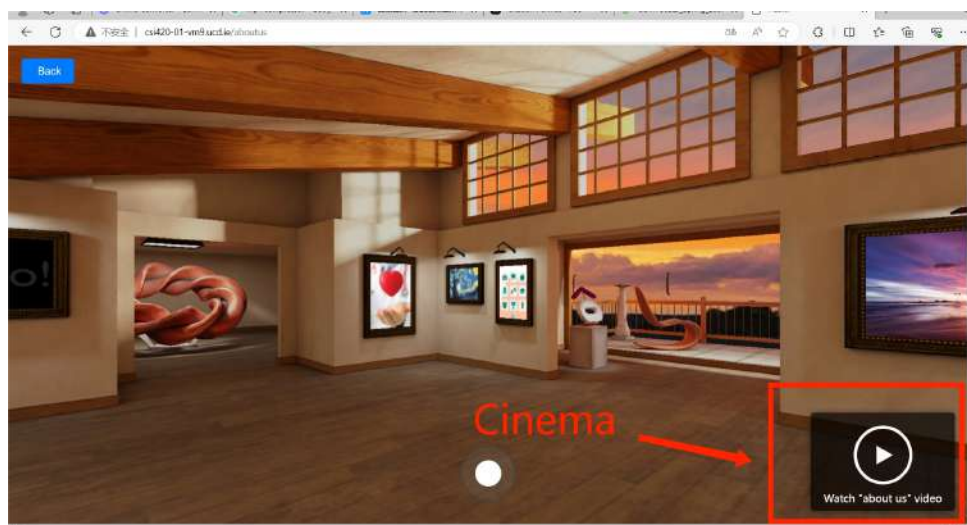 不安全
csi420-01-vm9.ucd.ie/aboutus
Back
o!
Cinema
Watch "about us" video